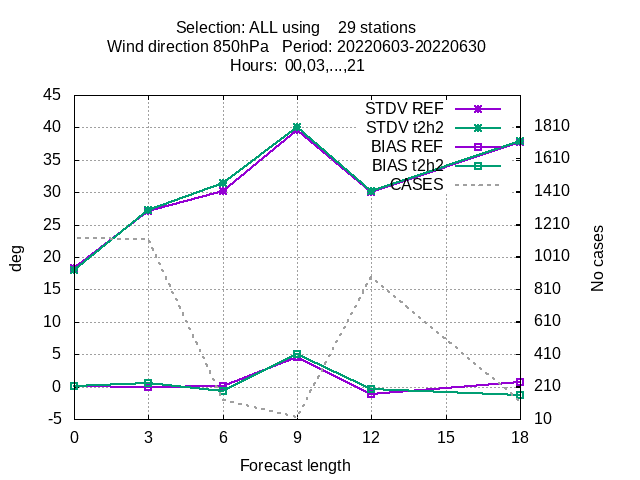 Selection: ALL using    29 stations
Wind direction 850hPa   Period: 20220603-20220630
Hours:  00,03,...,21
45
40
35
30
25
20
15
10
5
0
-5
deg
STDV REF
STDV t2h2
BIAS REF
BIAS t2h2
CASES
1810
1610
1410
1210
1010
810
610
410
210
10
No cases
0 3 6 9 12 15 18
Forecast length